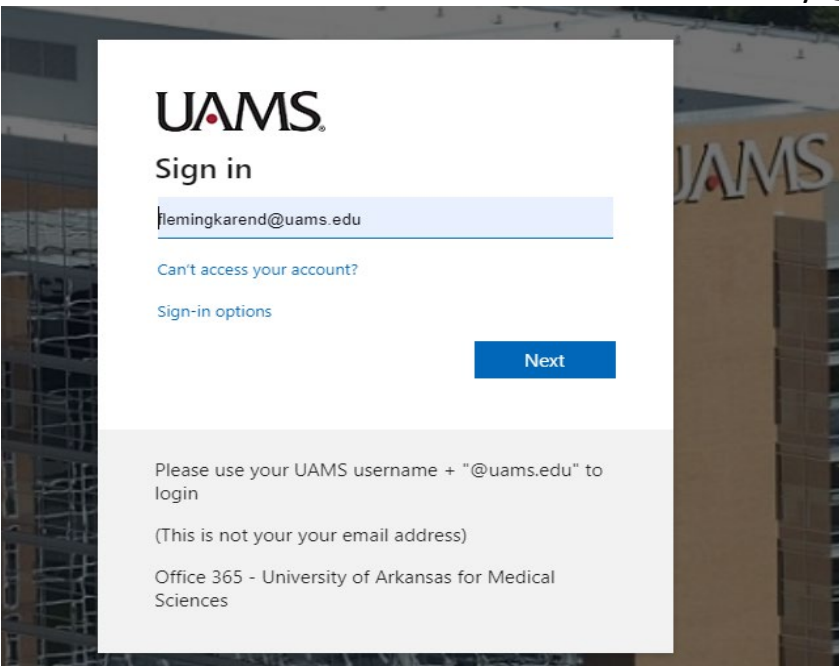 UAMS
Sign in
flemingkarend@uams.edu
Can't access your account?
Sign-in options
Next
Please use your UAMS username + "@uams.edu" to
login
(This is not your your email address)
Office 365 - University of Arkansas for Medical
Sciences
UAMS